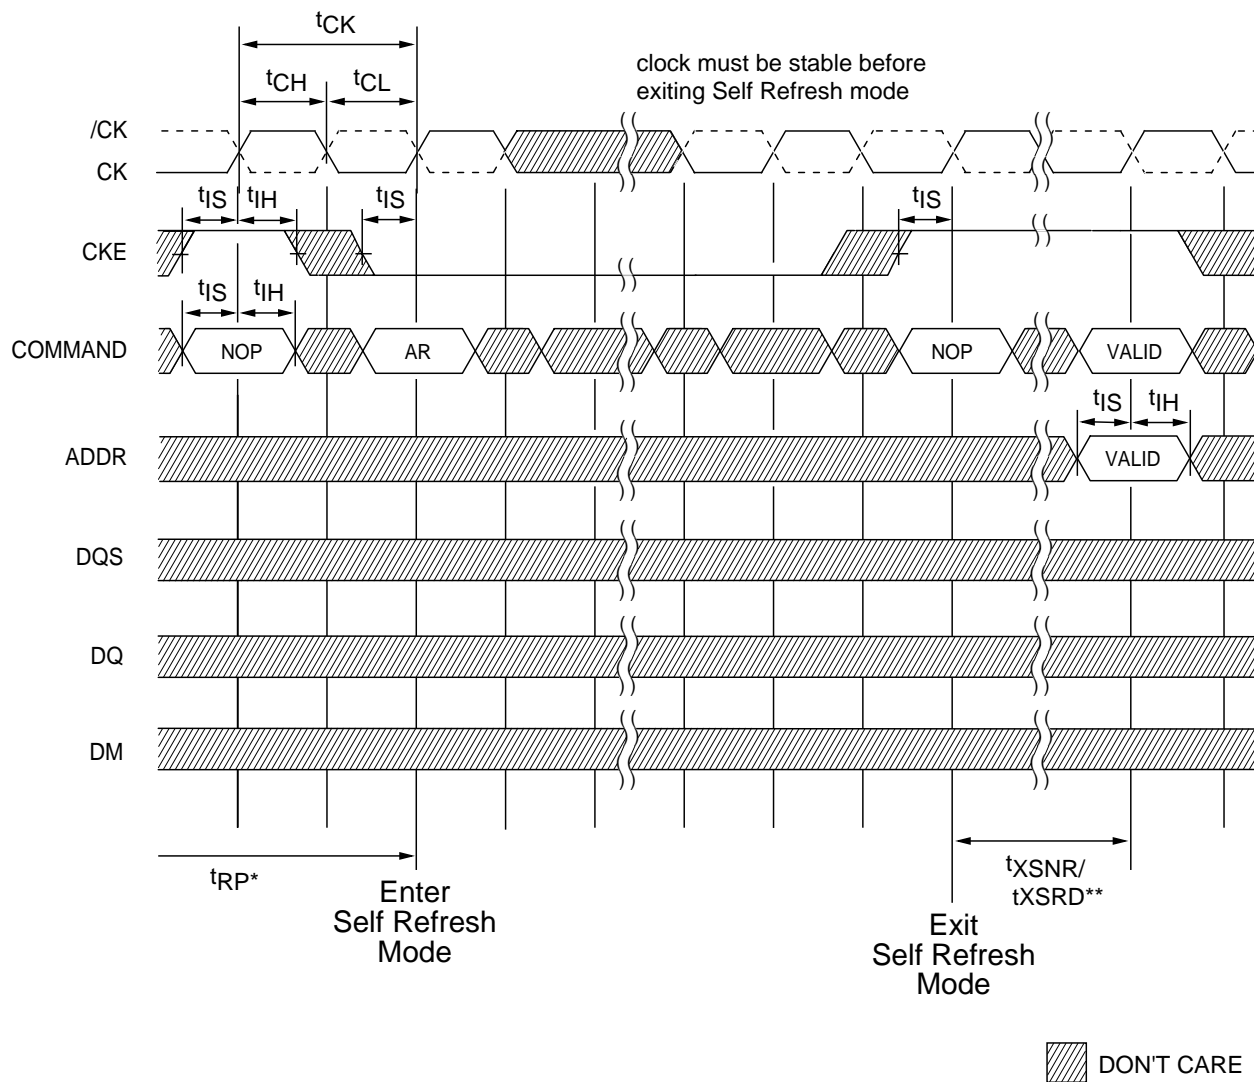 tCK
clock must be stable before
exiting Self Refresh mode
tCH
tCL
/CK
CK
tIS
tIH
tIS
tIS
CKE
tIS
tIH
COMMAND
NOP
AR
NOP
VALID
tIS
tIH
ADDR
VALID
DQS
DQ
DM
tRP*
tXSNR/
tXSRD**
Enter
Self Refresh
Mode
Exit
Self Refresh
Mode
DON'T CARE